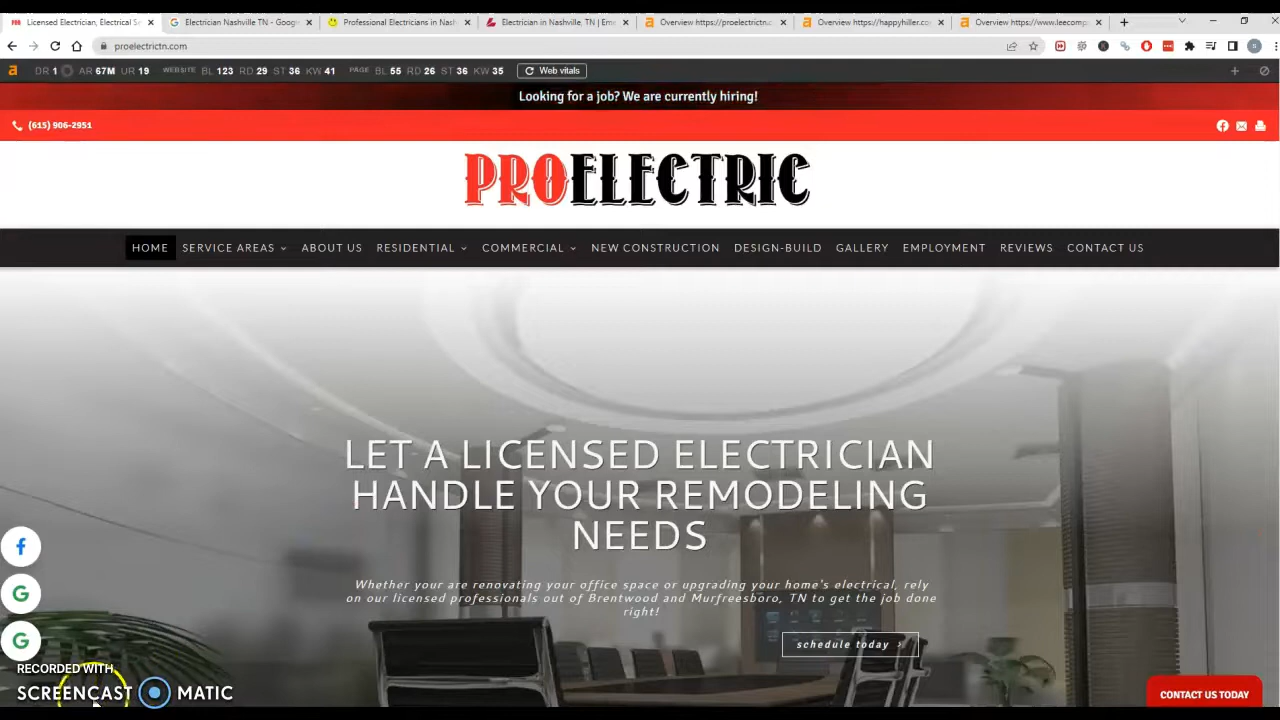 Licensed Electrician, Electrical Se
Electrician Nashville TN - Goog
Professional Electricians in Nash
Electrician in Nashville, TN | Eme
Overview https://proelectrictn.c
Overview https://happyhiller.co
Overview https://www.leecomp
proelectrictn.com
DR 1 AR 67M UR 19 WEBSITE BL 123 RD 29 ST 36 KW 41 PAGE BL 55 RD 26 ST 36 KW 35 Web vitals
Looking for a job? We are currently hiring!
(615) 906-2951
PROELECTRIC
HOME SERVICE AREAS ABOUT US RESIDENTIAL COMMERCIAL NEW CONSTRUCTION DESIGN-BUILD GALLERY EMPLOYMENT REVIEWS CONTACT US
LET A LICENSED ELECTRICIAN
HANDLE YOUR REMODELING
NEEDS
Whether your are renovating your office space or upgrading your home's electrical, rely
on our licensed professionals out of Brentwood and Murfreesboro, TN to get the job done
right!
schedule today
RECORDED WITH
SCREENCAST MATIC
CONTACT US TODAY